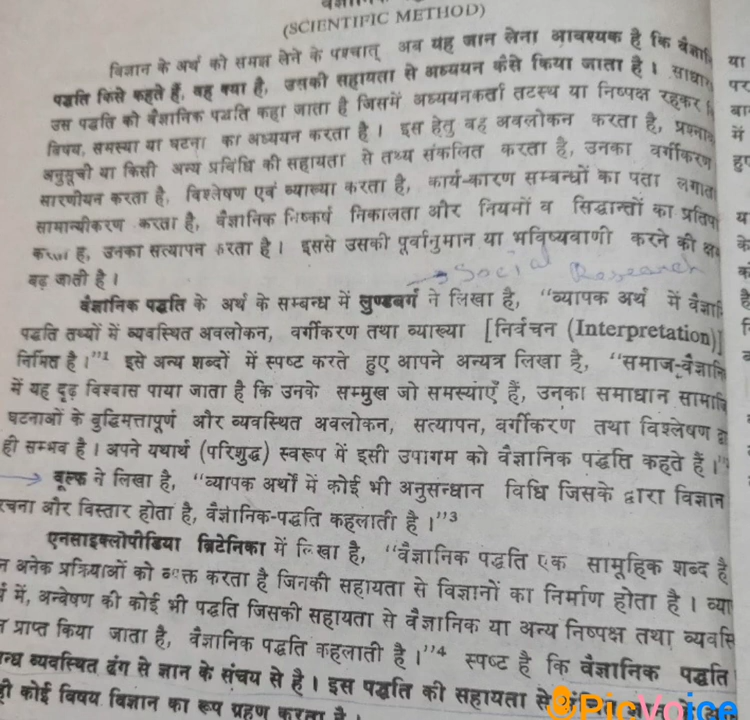 (SCIENTIFIC METHOD)
विज्ञान के अर्थ को समझ लेने के पश्चात् अब यह जान लेना आवश्यक है कि
पद्धति किसे कहते हैं, वह क्या है, उसकी सहायता से अध्ययन कैसे किया जाता है।
उस पद्धति को वैज्ञानिक पद्धति कहा जाता है जिसमें अध्ययनकर्ता तटस्थ या निष्पक्ष रहकर
विषय, समस्या या घटना का अध्ययन करता है। इस हेतु वह अवलोकन करता है,
अनुसूची या किसी अन्य प्रविधि की सहायता से तथ्य संकलित करता है, उनका वर्गीकरण
सारणीयन करता है, विश्लेषण एवं व्याख्या करता है, कार्य-कारण सम्बन्धों का पता लगाता
सामान्यीकरण करता है, वैज्ञानिक निष्कर्ष निकालता और नियमों व सिद्धान्तों का
करता है, उनका सत्यापन करता है। इससे उसकी पूर्वानुमान या भविष्यवाणी करने की
बढ़ जाती है।
Social Research
वैज्ञानिक पद्धति के अर्थ के सम्बन्ध में लुण्डबर्ग ने लिखा है, "व्यापक अर्थ में
पद्धति तथ्यों में व्यवस्थित अवलोकन, वर्गीकरण तथा व्याख्या [निर्वचन (Interpretation)]
निर्मित है।"¹ इसे अन्य शब्दों में स्पष्ट करते हुए आपने अन्यत्र लिखा है,
में यह दृढ़ विश्वास पाया जाता है कि उनके सम्मुख जो समस्याएँ हैं, उनका समाधान
घटनाओं के बुद्धिमत्तापूर्ण और व्यवस्थित अवलोकन, सत्यापन, वर्गीकरण तथा विश्लेषण
ही सम्भव है। अपने यथार्थ (परिशुद्ध) स्वरूप में इसी उपागम को वैज्ञानिक पद्धति कहते हैं।"
वूल्फ ने लिखा है, "व्यापक अर्थों में कोई भी अनुसन्धान विधि जिसके द्वारा विज्ञान
रचना और विस्तार होता है, वैज्ञानिक-पद्धति कहलाती है।"³
एनसाइक्लोपीडिया ब्रिटेनिका में लिखा है, "वैज्ञानिक पद्धति एक सामूहिक शब्द है
अनेक प्रक्रियाओं को व्यक्त करता है जिनकी सहायता से विज्ञानों का निर्माण होता है।
में, अन्वेषण की कोई भी पद्धति जिसकी सहायता से वैज्ञानिक या अन्य निष्पक्ष तथा
प्राप्त किया जाता है, वैज्ञानिक पद्धति कहलाती है।"⁴ स्पष्ट है कि वैज्ञानिक पद्धति
व्यवस्थित ढंग से ज्ञान के संचय से है। इस पद्धति की सहायता से
कोई विषय विज्ञान का रूप ग्रहण करता है।
PicVoice